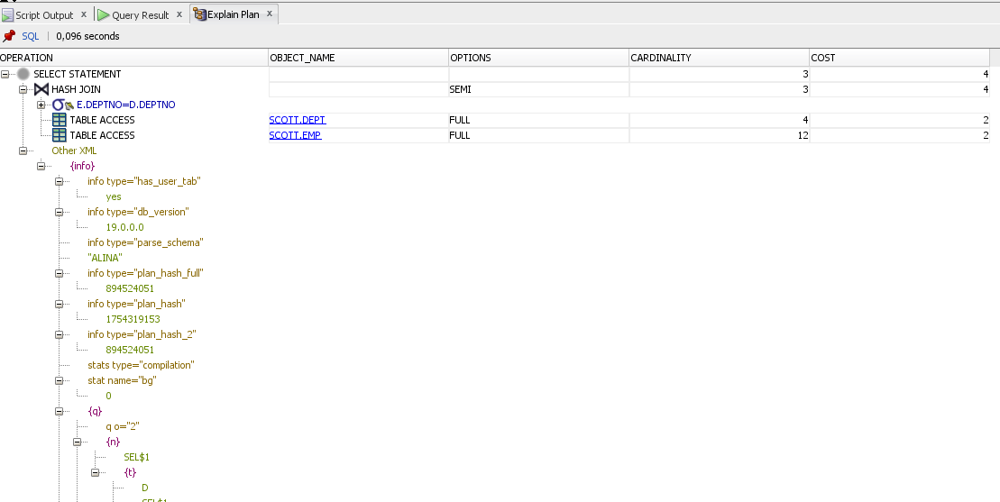 Script Output x Query Result x Explain Plan x
SQL | 0,096 seconds
OPERATION OBJECT_NAME OPTIONS CARDINALITY COST
SELECT STATEMENT 3 4
HASH JOIN SEMI 3 4
E.DEPTNO=D.DEPTNO
TABLE ACCESS SCOTT.DEPT FULL 4 2
TABLE ACCESS SCOTT.EMP FULL 12 2
Other XML
{info}
info type="has_user_tab"
yes
info type="db_version"
19.0.0.0
info type="parse_schema"
"ALINA"
info type="plan_hash_full"
894524051
info type="plan_hash"
1754319153
info type="plan_hash_2"
894524051
stats type="compilation"
stat name="bg"
0
{q}
q o="2"
{n}
SEL$1
{t}
D
SEL$1